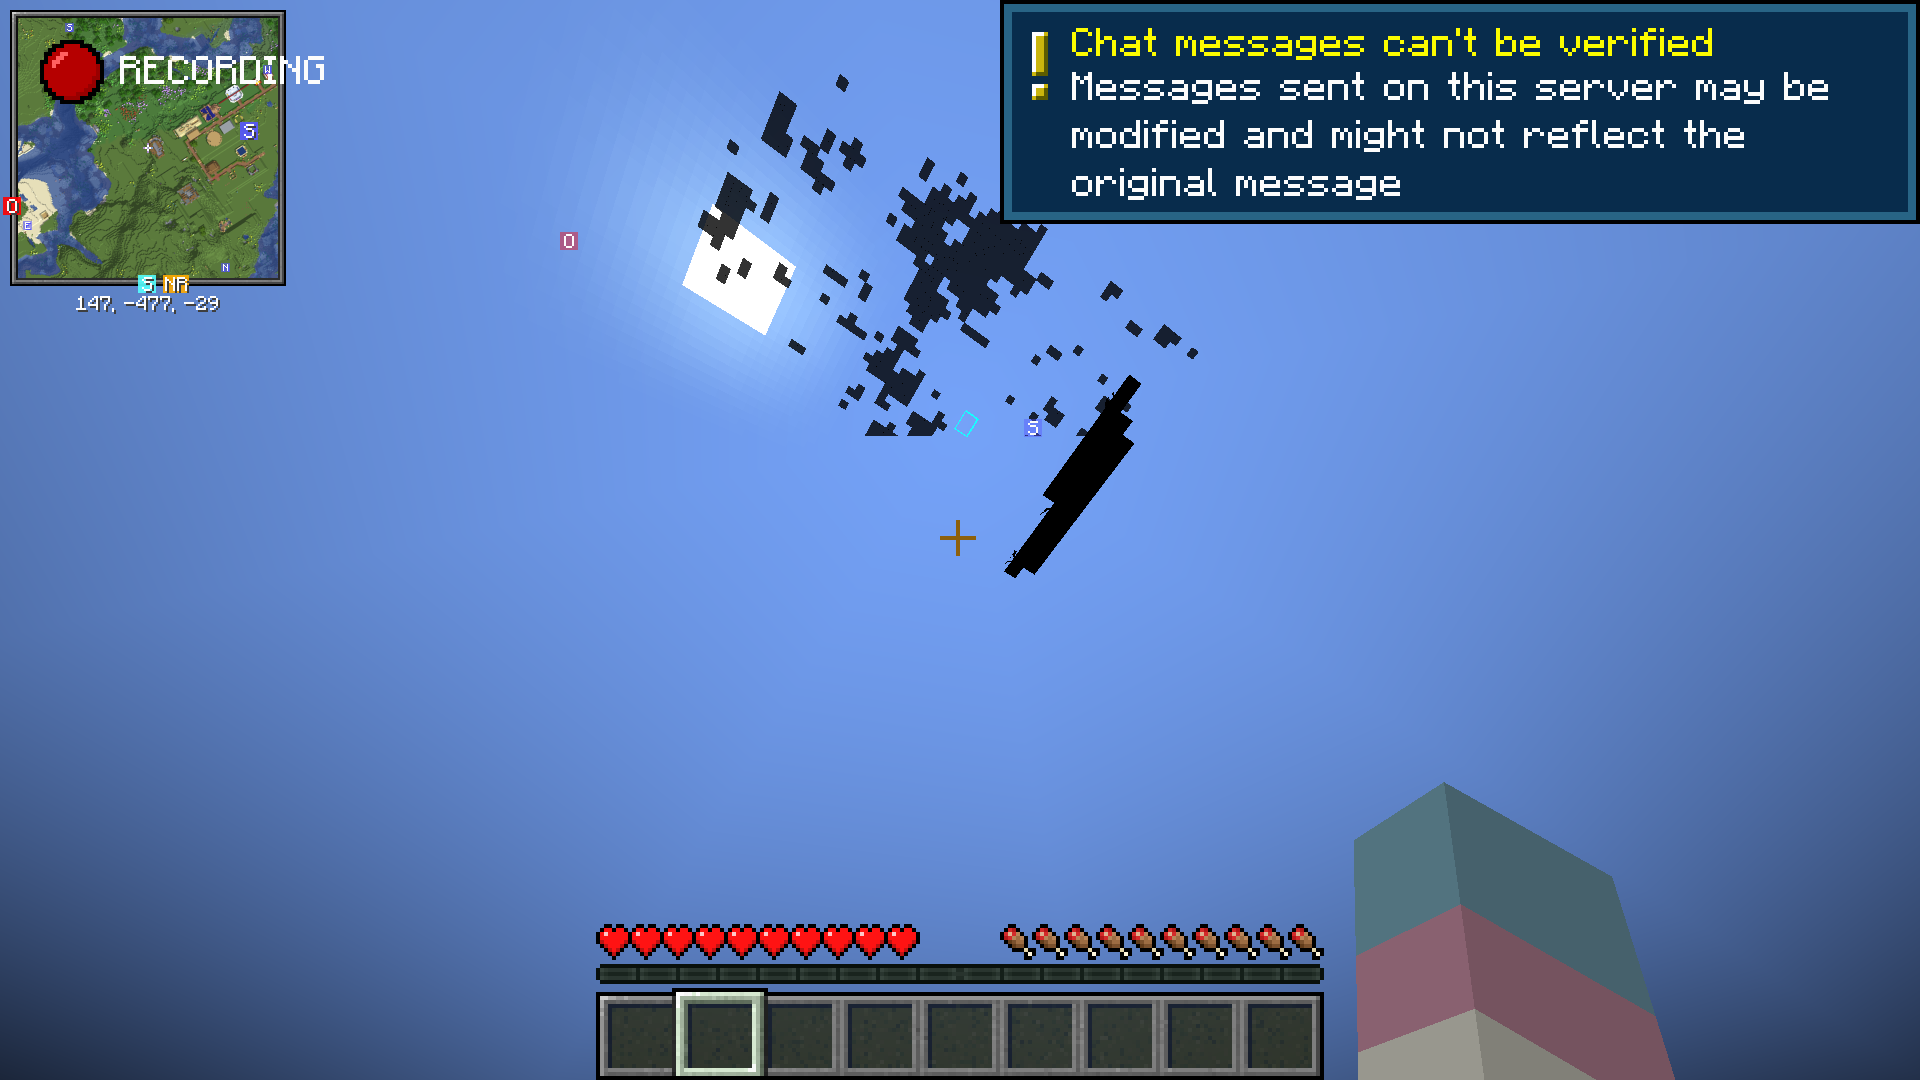 S
RECORDING
N
S
O
E
N
S NR
147, -477, -29
O
S
Chat messages can't be verified
Messages sent on this server may be
modified and might not reflect the
original message